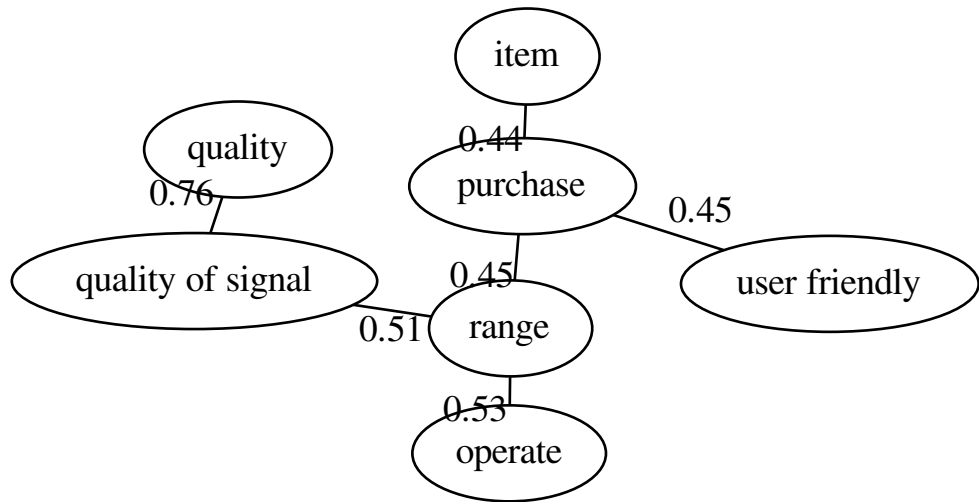 item
0.44
quality
purchase
0.76
0.45
quality of signal
0.45
user friendly
0.51
range
0.53
operate